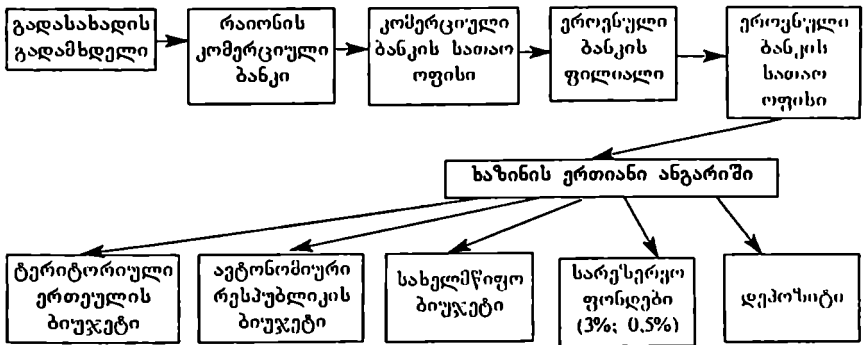 გადასახადის
გადამხდელი
რაიონის
კომერციული
ბანკი
კომერციული
ბანკის სათაო
ოფისი
ეროვნული
ბანკის
ფილიალი
ეროვნული
ბანკის
სათაო
ოფისი
ხაზინის ერთიანი ანგარიში
ტერიტორიული
ერთეულის
ბიუჯეტი
ავტონომიური
რესპუბლიკის
ბიუჯეტი
სახელმწიფო
ბიუჯეტი
სარეზერვო
ფონდები
(3%; 0.5%)
დეპოზიტი